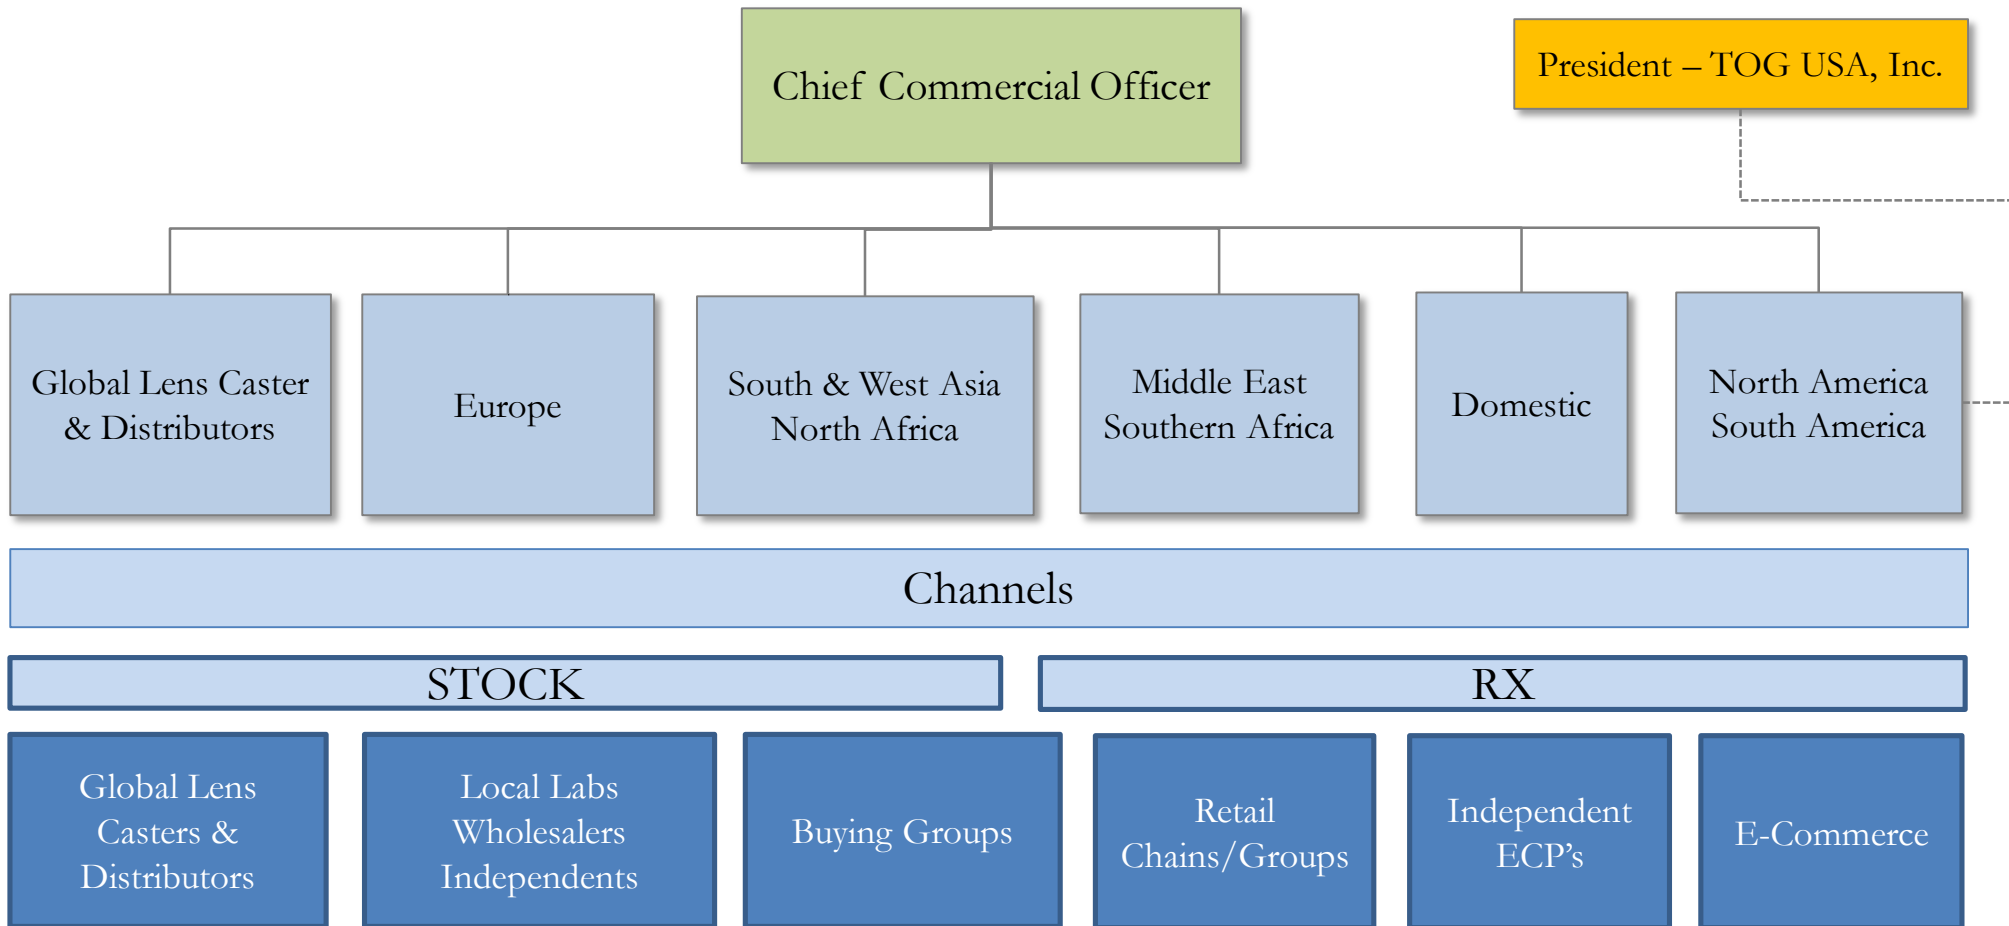 Chief Commercial Officer
President – TOG USA, Inc.
Global Lens Caster
& Distributors
Europe
South & West Asia
North Africa
Middle East
Southern Africa
Domestic
North America
South America
Channels
STOCK
RX
Global Lens
Casters &
Distributors
Local Labs
Wholesalers
Independents
Buying Groups
Retail
Chains/Groups
Independent
ECP’s
E-Commerce